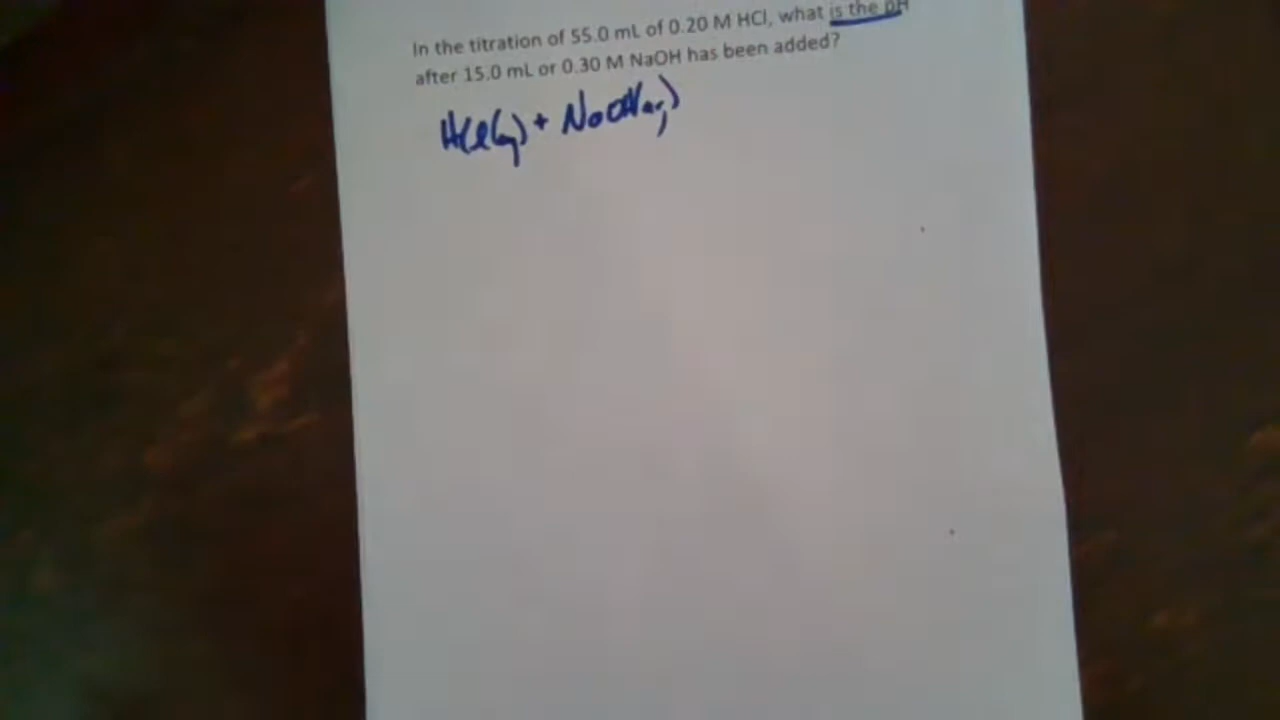 In the titration of 55.0 mL of 0.20 M HCl, what is the pH
after 15.0 mL or 0.30 M NaOH has been added?
HCl(aq) + NaOH(aq)